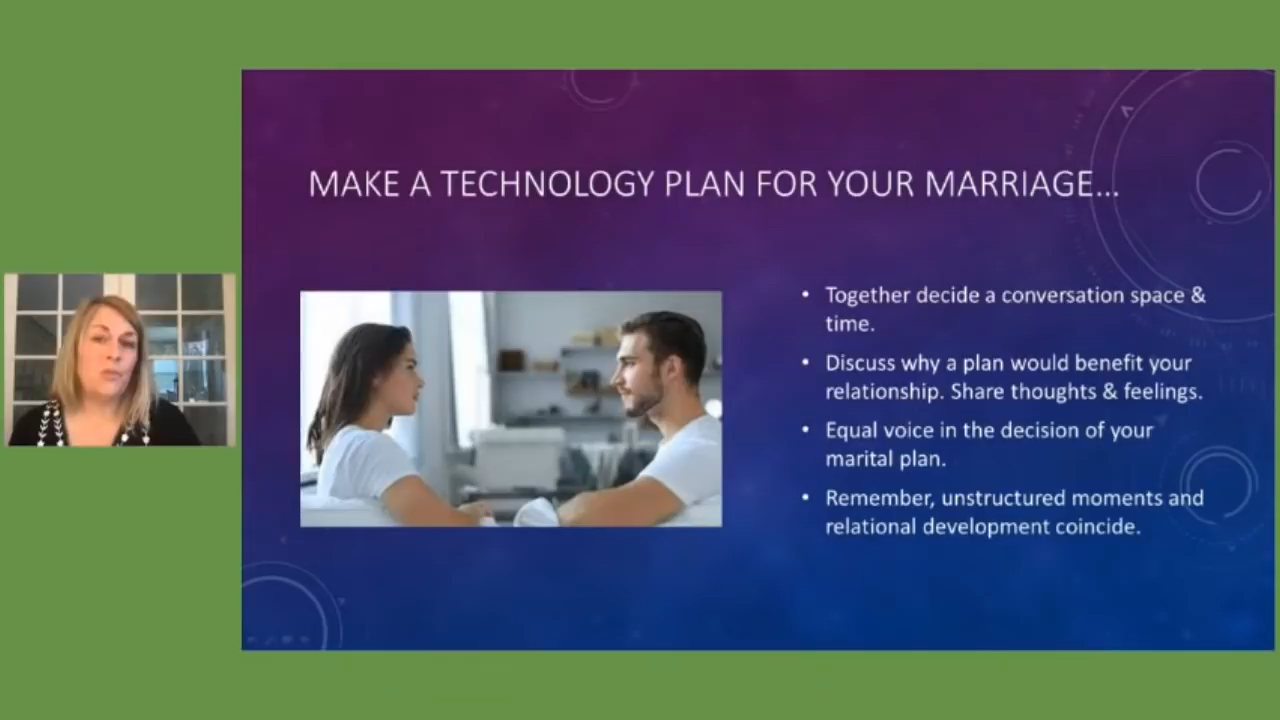 MAKE A TECHNOLOGY PLAN FOR YOUR MARRIAGE...
• Together decide a conversation space &
time.
• Discuss why a plan would benefit your
relationship. Share thoughts & feelings.
• Equal voice in the decision of your
marital plan.
• Remember, unstructured moments and
relational development coincide.